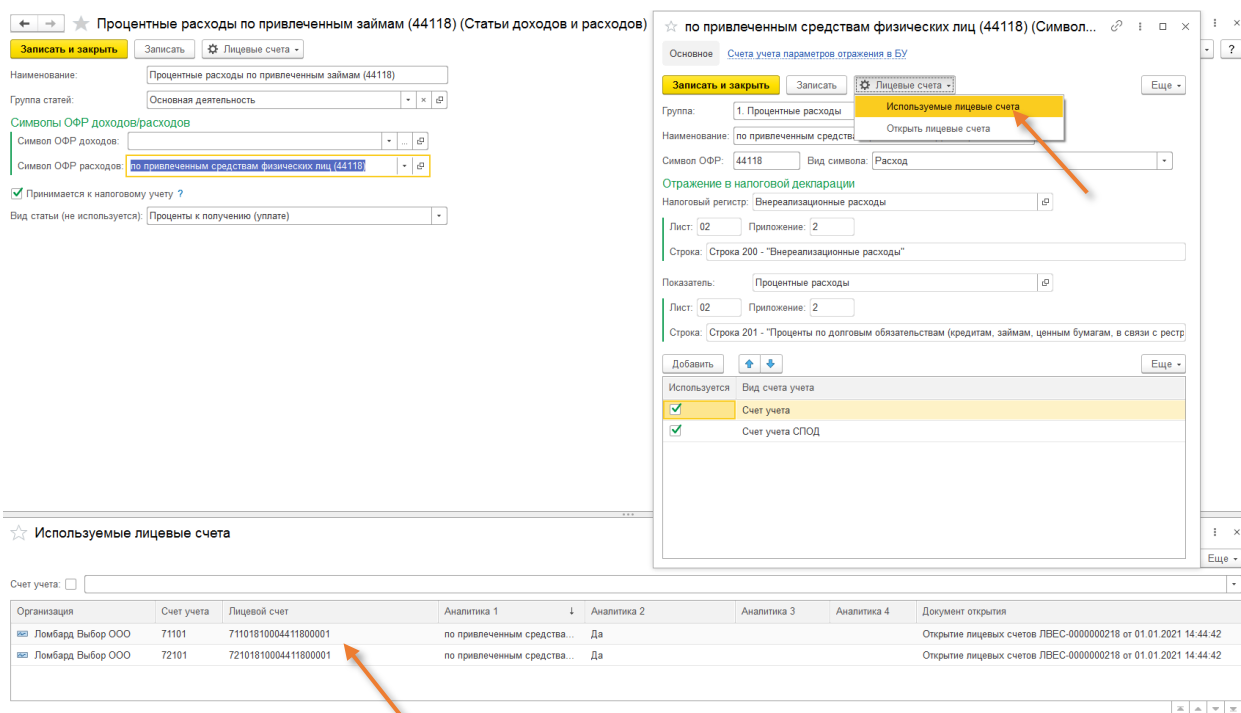 Процентные расходы по привлеченным займам (44118) (Статьи доходов и расходов)
Записать и закрыть Записать Лицевые счета
Наименование: Процентные расходы по привлеченным займам (44118)
Группа статей: Основная деятельность
Символы ОФР доходов/расходов
Символ ОФР доходов:
Символ ОФР расходов: по привлеченным средствам физических лиц (44118)
Принимается к налоговому учету ?
Вид статьи (не используется): Проценты к получению (уплате)
по привлеченным средствам физических лиц (44118) (Символ...
?
Основное Счета учета параметров отражения в БУ
Записать и закрыть Записать Лицевые счета Еще
Используемые лицевые счета
Открыть лицевые счета
Группа: 1. Процентные расходы
Наименование: по привлеченным средства
Символ ОФР: 44118 Вид символа: Расход
Отражение в налоговой декларации
Налоговый регистр: Внереализационные расходы
Лист: 02 Приложение: 2
Строка: Строка 200 - "Внереализационные расходы"
Показатель: Процентные расходы
Лист: 02 Приложение: 2
Строка: Строка 201 - "Проценты по долговым обязательствам (кредитам, займам, ценным бумагам, в связи с рестр
Добавить Еще
Используется Вид счета учета
Счет учета
Счет учета СПОД
Используемые лицевые счета
Еще
Счет учета:
Организация Счет учета Лицевой счет Аналитика 1 ↓ Аналитика 2 Аналитика 3 Аналитика 4 Документ открытия
Ломбард Выбор ООО 71101 71101810004411800001 по привлеченным средства... Да Открытие лицевых счетов ЛВЕС-0000000218 от 01.01.2021 14:44:42
Ломбард Выбор ООО 72101 72101810004411800001 по привлеченным средства... Да Открытие лицевых счетов ЛВЕС-0000000218 от 01.01.2021 14:44:42